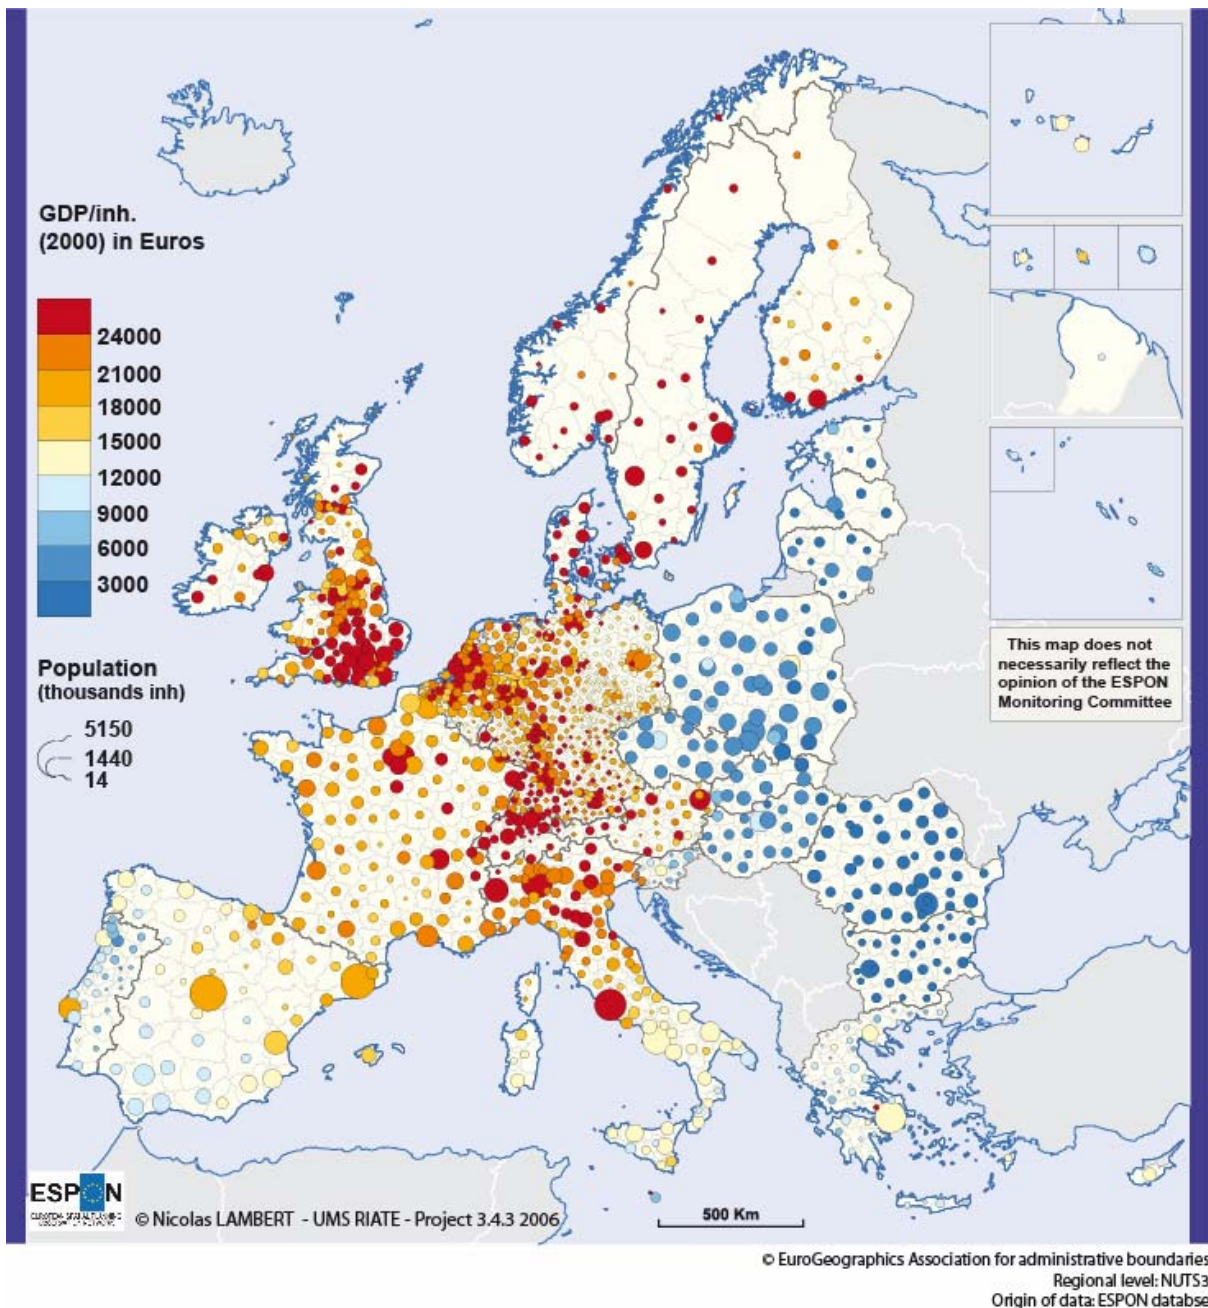 GDP/inh.
(2000) in Euros
24000
21000
18000
15000
12000
9000
6000
3000
Population
(thousands inh)
5150
1440
14
This map does not
necessarily reflect the
opinion of the ESPON
Monitoring Committee
ESPON
© Nicolas LAMBERT - UMS RIATE - Project 3.4.3 2006
500 Km
© EuroGeographics Association for administrative boundaries
Regional level: NUTS3
Origin of data: ESPON databse